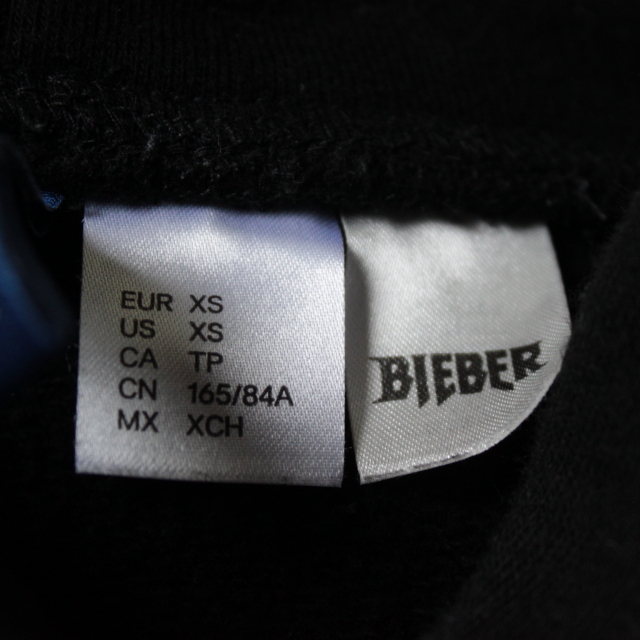 EUR XS
US XS
CA TP
CN 165/84A
MX XCH
BIEBER